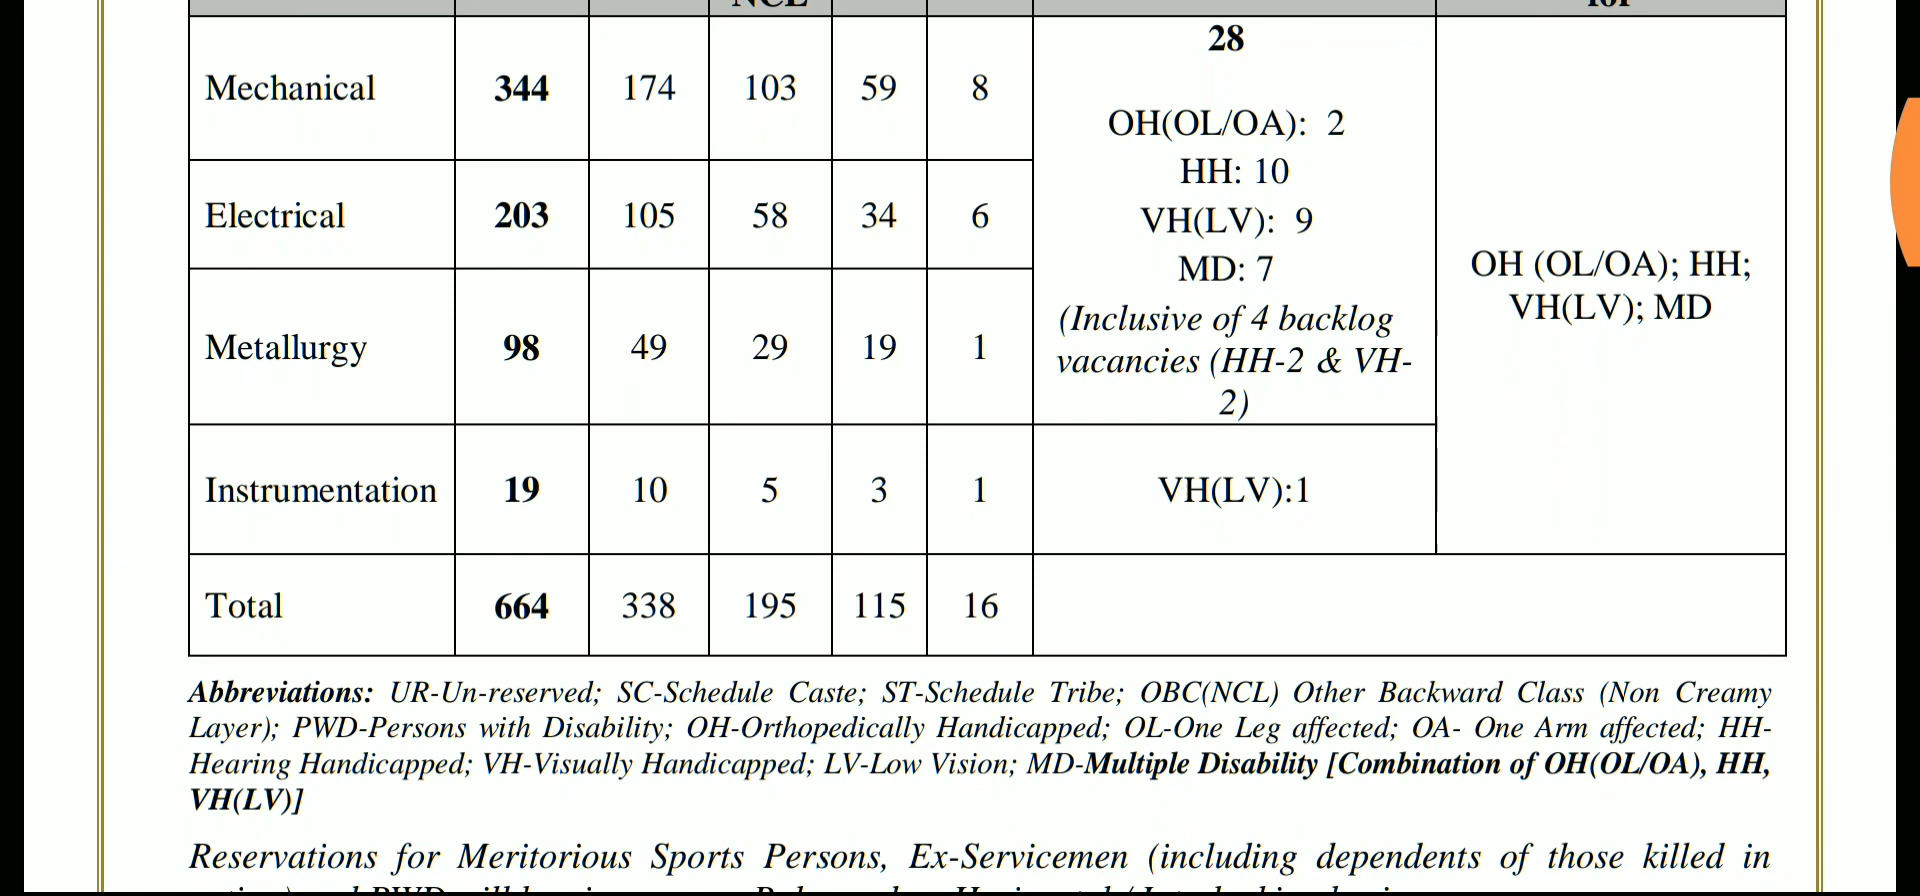 NCL for
Mechanical 344 174 103 59 8
28
OH(OL/OA): 2
HH: 10
VH(LV): 9
MD: 7
(Inclusive of 4 backlog
vacancies (HH-2 & VH-
2)
OH (OL/OA); HH;
VH(LV); MD
Electrical 203 105 58 34 6
Metallurgy 98 49 29 19 1
Instrumentation 19 10 5 3 1 VH(LV):1
Total 664 338 195 115 16
Abbreviations: UR-Un-reserved; SC-Schedule Caste; ST-Schedule Tribe; OBC(NCL) Other Backward Class (Non Creamy
Layer); PWD-Persons with Disability; OH-Orthopedically Handicapped; OL-One Leg affected; OA- One Arm affected; HH-
Hearing Handicapped; VH-Visually Handicapped; LV-Low Vision; MD-Multiple Disability [Combination of OH(OL/OA), HH,
VH(LV)]
Reservations for Meritorious Sports Persons, Ex-Servicemen (including dependents of those killed in